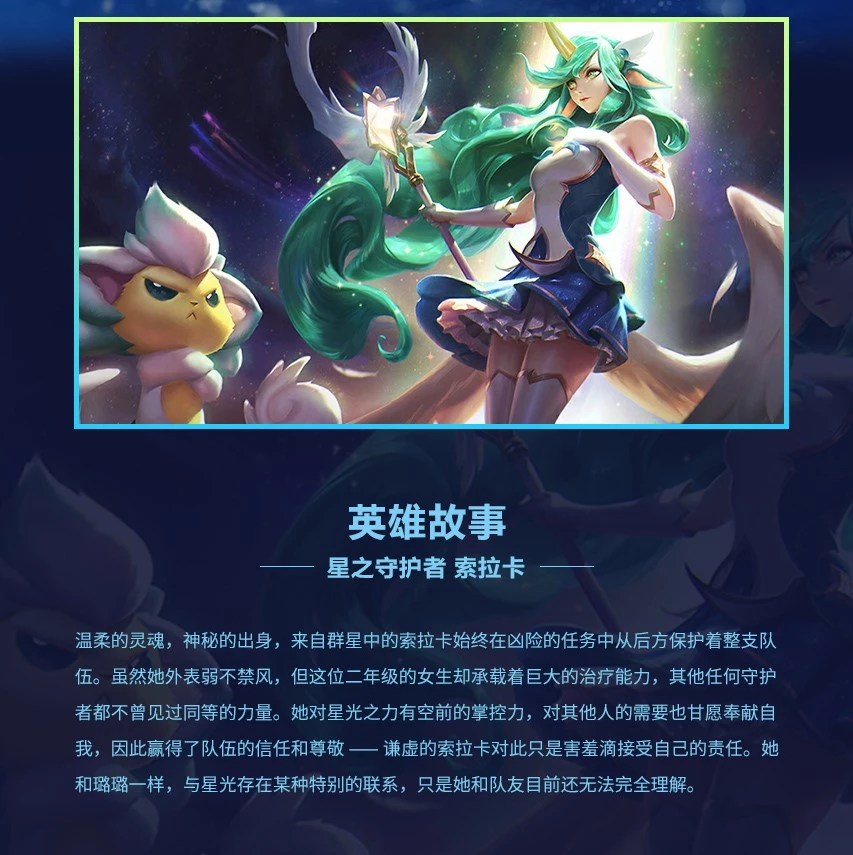 英雄故事
星之守护者 索拉卡
温柔的灵魂，神秘的出身，来自群星中的索拉卡始终在凶险的任务中从后方保护着整支队
伍。虽然她外表弱不禁风，但这位二年级的女生却承载着巨大的治疗能力，其他任何守护
者都不曾见过同等的力量。她对星光之力有空前的掌控力，对其他人的需要也甘愿奉献自
我，因此赢得了队伍的信任和尊敬 —— 谦虚的索拉卡对此只是害羞滴接受自己的责任。她
和璐璐一样，与星光存在某种特别的联系，只是她和队友目前还无法完全理解。